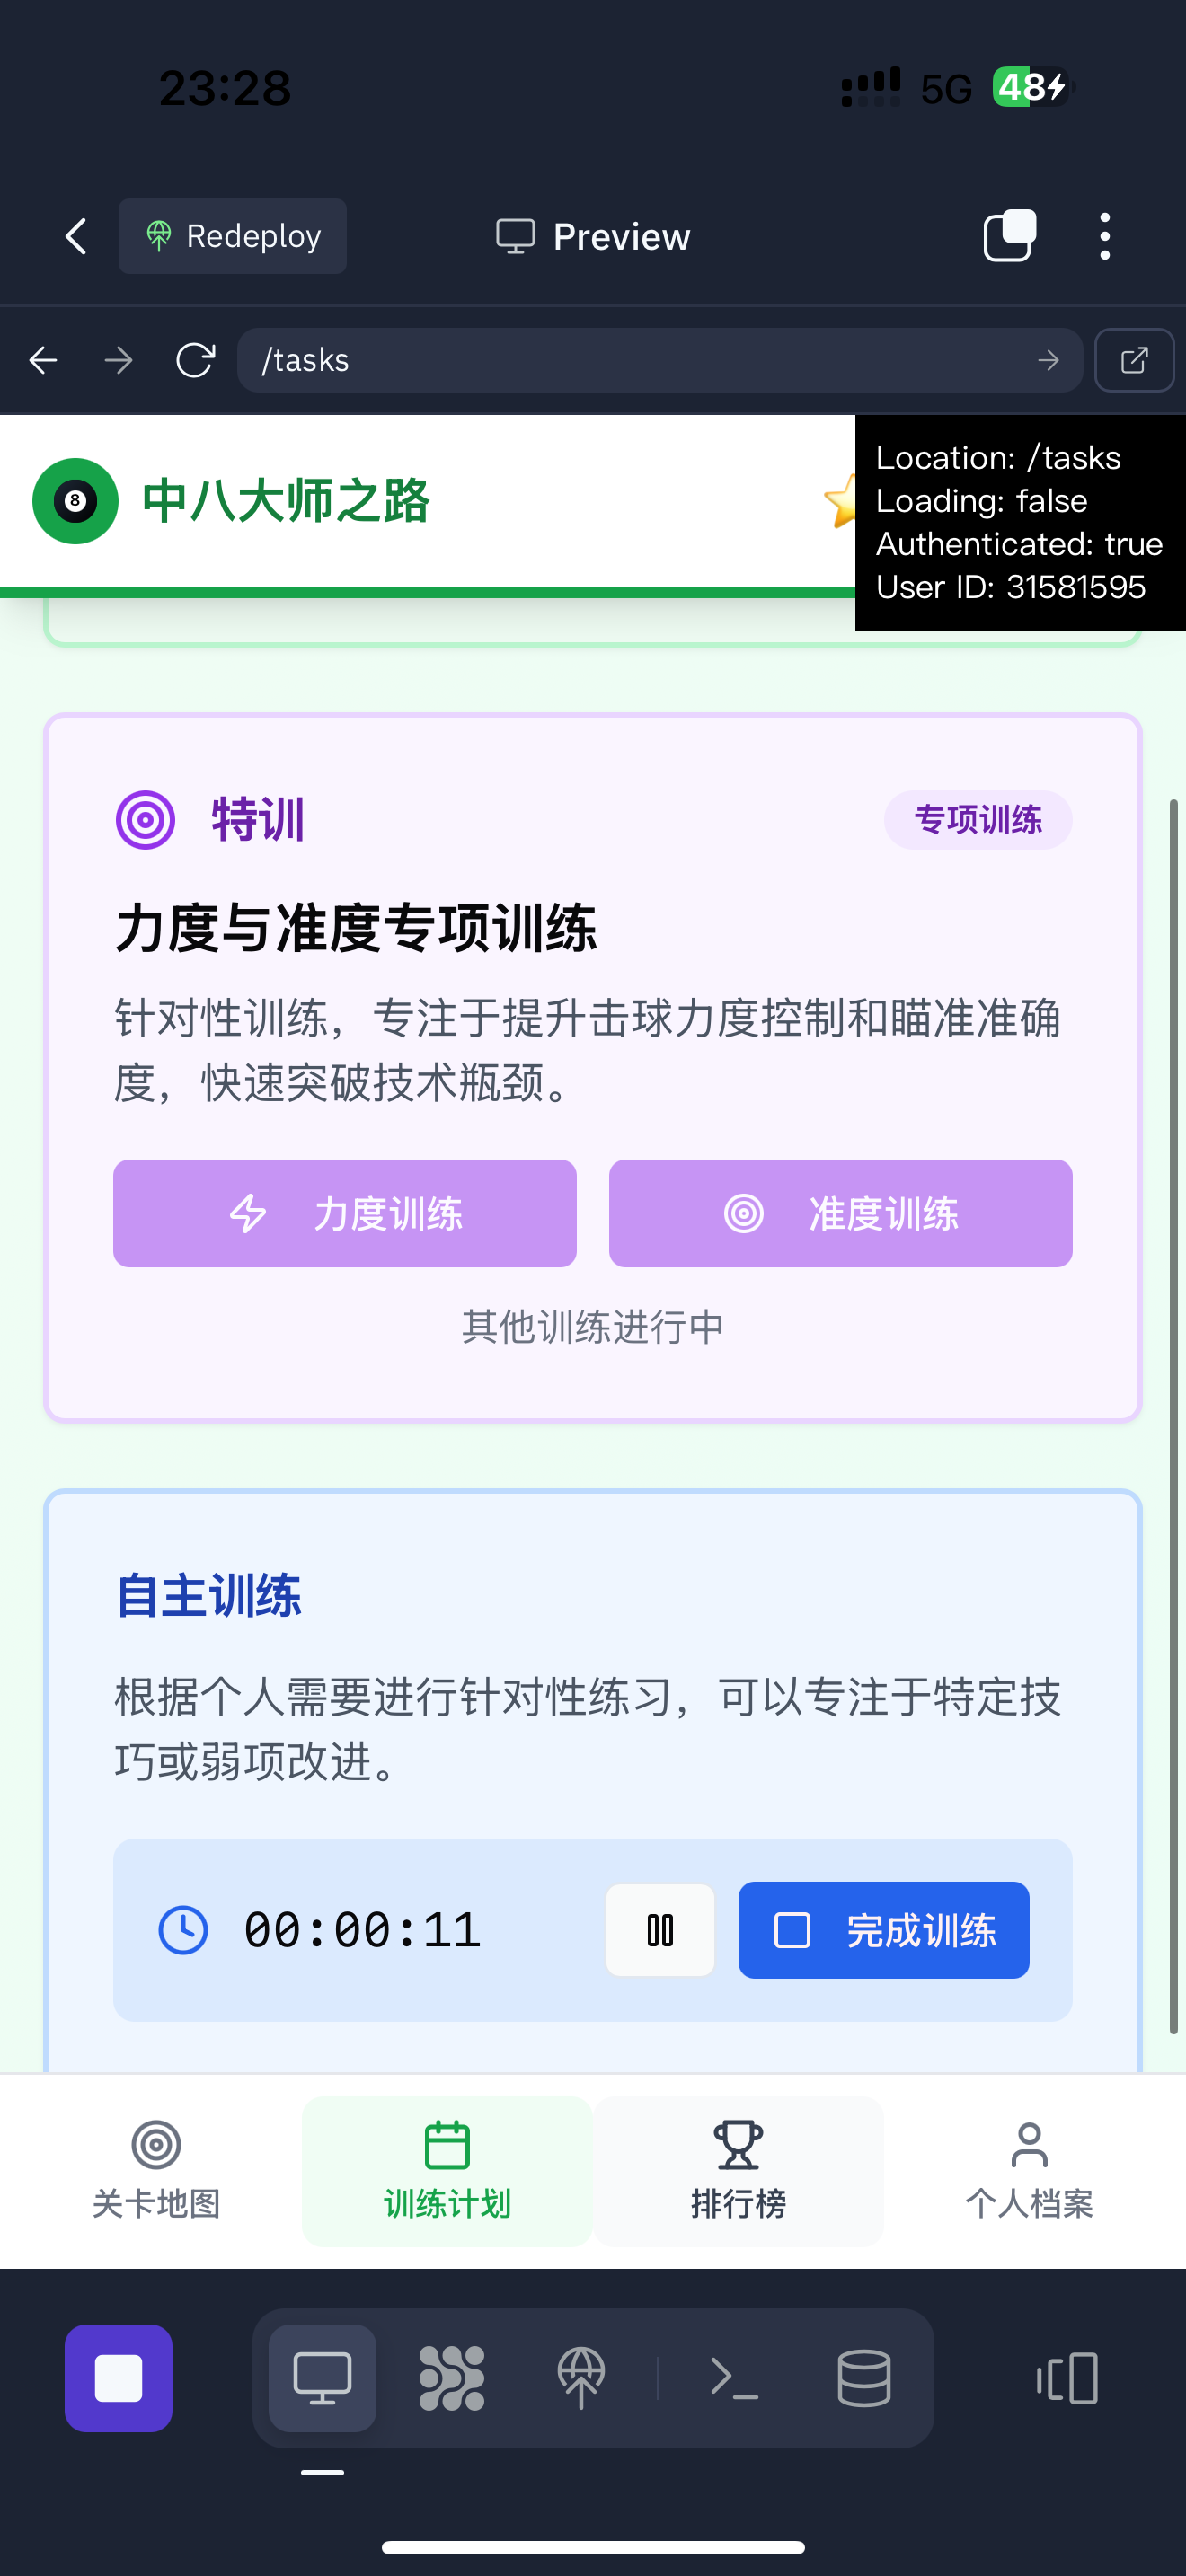 23:28
5G
48
Redeploy
Preview
/tasks
8
中八大师之路
Location: /tasks
Loading: false
Authenticated: true
User ID: 31581595
特训
专项训练
力度与准度专项训练
针对性训练，专注于提升击球力度控制和瞄准准确
度，快速突破技术瓶颈。
力度训练
准度训练
其他训练进行中
自主训练
根据个人需要进行针对性练习，可以专注于特定技
巧或弱项改进。
00:00:11
完成训练
关卡地图
训练计划
排行榜
个人档案